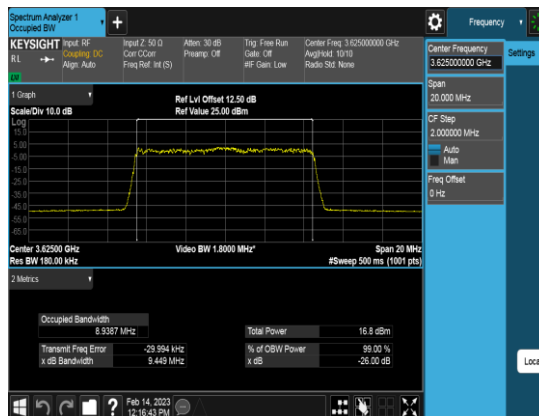 Spectrum Analyzer 1
Occupied BW
+
Frequency
KEYSIGHT
RL
Input: RF
Coupling: DC
Align: Auto
Input Z: 50 Ω
Corr CCorr
Freq Ref: Int (S)
Atten: 30 dB
Preamp: Off
Trig: Free Run
Gate: Off
#IF Gain: Low
Center Freq: 3.625000000 GHz
Avg|Hold: 10/10
Radio Std: None
Center Frequency
3.625000000 GHz
Settings
Span
20.000 MHz
CF Step
2.000000 MHz
Auto
Man
Freq Offset
0 Hz
1 Graph
Scale/Div 10.0 dB
Ref Lvl Offset 12.50 dB
Ref Value 25.00 dBm
Log
15.0
5.00
-5.00
-15.0
-25.0
-35.0
-45.0
-55.0
-65.0
Center 3.62500 GHz
Res BW 180.00 kHz
Video BW 1.8000 MHz*
Span 20 MHz
#Sweep 500 ms (1001 pts)
2 Metrics
Occupied Bandwidth
8.9387 MHz
Total Power 16.8 dBm
Transmit Freq Error -29.994 kHz
% of OBW Power 99.00 %
x dB Bandwidth 9.449 MHz
x dB -26.00 dB
Loca
?
Feb 14, 2023
12:16:43 PM